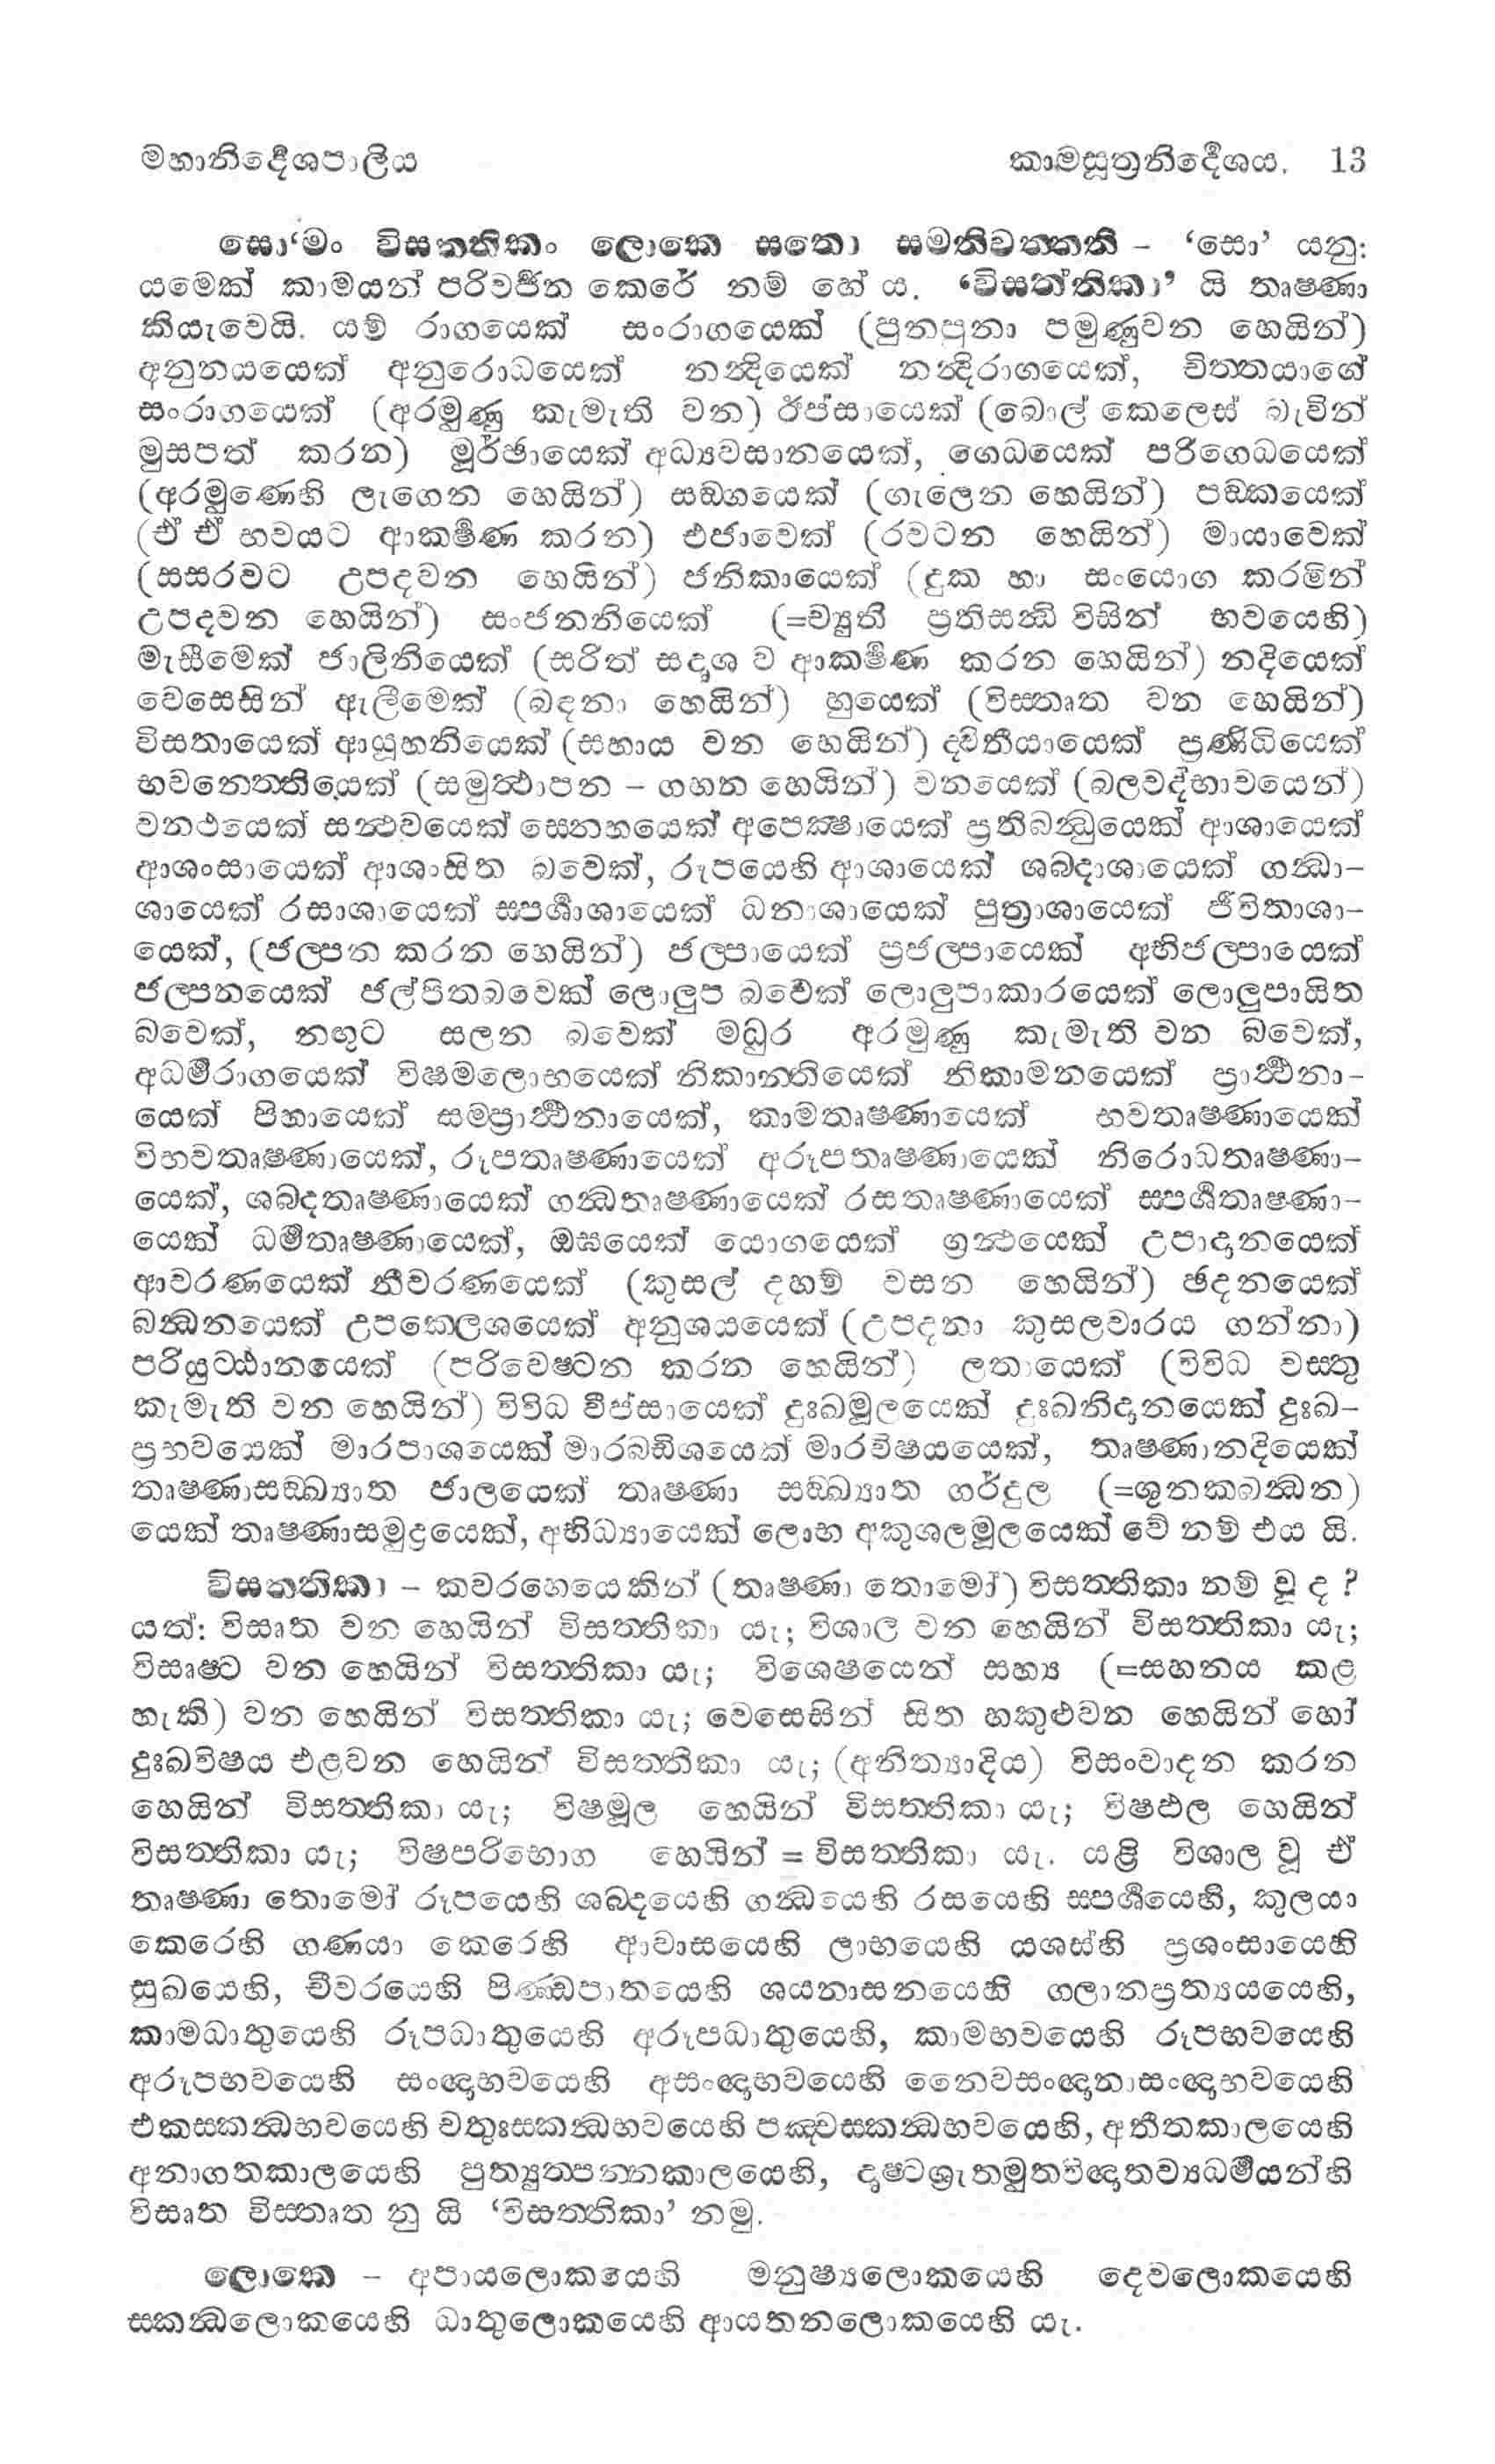 මහානිර්දේශපාලිය කාමසූත්‍රනිර්දේශය. 13
සො‘මං විසත්තිකං ලොකෙ සතො සමතිවත්තති – ‘සො’ යනු:
යමෙක් කාමයන් පරිවර්ජන කෙරේ නම් හේ ය. ‘විසත්තිකා’ යි තෘෂ්ණා
කියැවෙයි. යම් රාගයෙක් සංරාගයෙක් (පුනපුනා පමුණුවන හෙයින්)
අනුනයයෙක් අනුරොධයෙක් නන්දියෙක් නන්දිරාගයෙක්, චිත්තයාගේ
සංරාගයෙක් (අරමුණු කැමැති වන) ඊප්සායෙක් (බොල් කෙලෙස් බැවින්
මුසපත් කරන) මූර්ඡායෙක් අධ්‍යවසානයෙක්, ගෙධයෙක් පරිගෙධයෙක්
(අරමුණෙහි ලැගෙන හෙයින්) සඞ්ගයෙක් (ගැලෙන හෙයින්) පඞ්කයෙක්
(ඒ ඒ භවයට ආකර්ෂණ කරන) එජාවෙක් (රවටන හෙයින්) මායාවෙක්
(සසරවට උපදවන හෙයින්) ජනිකායෙක් (දුක හා සංයොග කරමින්
උපදවන හෙයින්) සංජනනියෙක් (=ච්‍යුති ප්‍රතිසන්ධි විසින් භවයෙහි)
මැසීමෙක් ජාලිනියෙක් (සරිත් සදෘශ ව ආකර්ෂණ කරන හෙයින්) නදියෙක්
වෙසෙසින් ඇලීමෙක් (බඳනා හෙයින්) හුයෙක් (විස්තෘත වන හෙයින්)
විසතායෙක් ආයූහනියෙක් (සහාය වන හෙයින්) ද්විතීයායෙක් ප්‍රණිධියෙක්
භවනෙත්තියෙක් (සමුත්ථාපන – ගහන හෙයින්) වනයෙක් (බලවද්භාවයෙන්)
වනථයෙක් සන්ථවයෙක් සෙනහයෙක් අපෙක්ෂායෙක් ප්‍රතිබන්ධුයෙක් ආශායෙක්
ආශංසායෙක් ආශංසිත බවෙක්, රූපයෙහි ආශායෙක් ශබ්දාශායෙක් ගන්ධා-
ශායෙක් රසාශායෙක් ස්පර්ශාශායෙක් ධනාශායෙක් පුත්‍රාශායෙක් ජීවිතාශා-
යෙක්, (ජල්පන කරන හෙයින්) ජල්පායෙක් ප්‍රජල්පායෙක් අභිජල්පායෙක්
ජල්පනයෙක් ජල්පිතබවෙක් ලොලුප බවෙක් ලොලුපාකාරයෙක් ලොලුපායිත
බවෙක්, නඟුට සලන බවෙක් මධුර අරමුණු කැමැති වන බවෙක්,
අධර්මරාගයෙක් විෂමලොභයෙක් නිකාන්තියෙක් නිකාමනයෙක් ප්‍රාර්ත්ථනා-
යෙක් පිහායෙක් සම්ප්‍රාර්ත්ථනායෙක්, කාමතෘෂ්ණායෙක් භවතෘෂ්ණායෙක්
විභවතෘෂ්ණායෙක්, රූපතෘෂ්ණායෙක් අරූපතෘෂ්ණායෙක් නිරොධතෘෂ්ණා-
යෙක්, ශබ්දතෘෂ්ණායෙක් ගන්ධතෘෂ්ණායෙක් රසතෘෂ්ණායෙක් ස්පර්ශතෘෂ්ණා-
යෙක් ධර්මතෘෂ්ණායෙක්, ඔඝයෙක් යොගයෙක් ග්‍රන්ථයෙක් උපාදානයෙක්
ආවරණයෙක් නීවරණයෙක් (කුසල් දහම් වසන හෙයින්) ඡදනයෙක්
බන්ධනයෙක් උපක්ලෙශයෙක් අනුශයයෙක් (උපදනා කුසලවාරය ගන්නා)
පරියුට්ඨානයෙක් (පරිවෙෂ්ටන කරන හෙයින්) ලතායෙක් (විවිධ වස්තු
කැමැති වන හෙයින්) විවිධ වීප්සායෙක් දුඃඛමූලයෙක් දුඃඛනිදානයෙක් දුඃඛ-
ප්‍රභවයෙක් මාරපාශයෙක් මාරබඩිශයෙක් මාරවිෂයයෙක්, තෘෂ්ණානදියෙක්
තෘෂ්ණාසඞ්ඛ්‍යාත ජාලයෙක් තෘෂ්ණා සඞ්ඛ්‍යාත ගර්දුල (=ශුනකබන්ධන)
යෙක් තෘෂ්ණාසමුද්‍රයෙක්, අභිධ්‍යායෙක් ලොභ අකුශලමූලයෙක් වේ නම් එය යි.
විසත්තිකා – කවරහෙයෙකින් (තෘෂ්ණා තොමෝ) විසත්තිකා නම් වූ ද ?
යත්: විසෘත වන හෙයින් විසත්තිකා යැ; විශාල වන හෙයින් විසත්තිකා යැ;
විසෘෂ්ට වන හෙයින් විසත්තිකා යැ; විශෙෂයෙන් සහ්‍ය (=සහනය කළ
හැකි) වන හෙයින් විසත්තිකා යැ; වෙසෙසින් සිත හකුළුවන හෙයින් හෝ
දුඃඛවිෂය එළවන හෙයින් විසත්තිකා යැ; (අනිත්‍යාදිය) විසංවාදන කරන
හෙයින් විසත්තිකා යැ; විෂමූල හෙයින් විසත්තිකා යැ; විෂඵල හෙයින්
විසත්තිකා යැ; විෂපරිභොග හෙයින් = විසත්තිකා යැ. යළි විශාල වූ ඒ
තෘෂ්ණා තොමෝ රූපයෙහි ශබ්දයෙහි ගන්ධයෙහි රසයෙහි ස්පර්ශයෙහි, කුලයා
කෙරෙහි ගණයා කෙරෙහි ආවාසයෙහි ලාභයෙහි යශස්හි ප්‍රශංසායෙහි
සුඛයෙහි, චීවරයෙහි පිණ්ඩපාතයෙහි ශයනාසනයෙහි ගලානප්‍රත්‍යයයෙහි,
කාමධාතුයෙහි රූපධාතුයෙහි අරූපධාතුයෙහි, කාමභවයෙහි රූපභවයෙහි
අරූපභවයෙහි සංඥාභවයෙහි අසංඥාභවයෙහි නෛවසංඥානාසංඥාභවයෙහි
එකස්කන්ධභවයෙහි චතුඃස්කන්ධභවයෙහි පඤ්චස්කන්ධභවයෙහි, අතීතකාලයෙහි
අනාගතකාලයෙහි පුත්‍යුත්පන්නකාලයෙහි, දෘෂ්ටශ්‍රැතමුතවිඥාතව්‍යධර්මයන්හි
විසෘත විස්තෘත නු යි ‘විසත්තිකා’ නමු.
ලොකෙ – අපායලොකයෙහි මනුෂ්‍යලොකයෙහි දෙවලොකයෙහි
ස්කන්ධලොකයෙහි ධාතුලොකයෙහි ආයතනලොකයෙහි යැ.